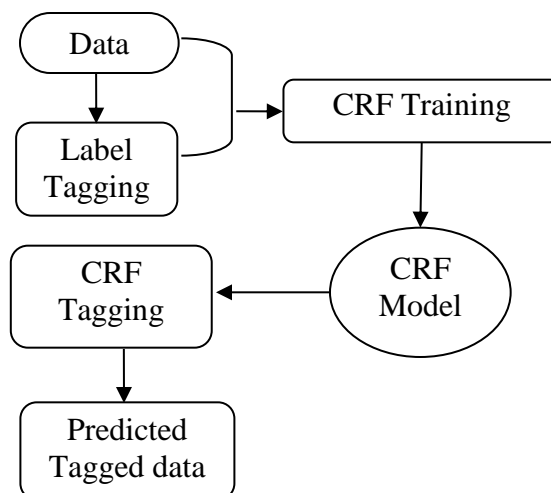 Data
Label
Tagging
CRF Training
CRF
Model
CRF
Tagging
Predicted
Tagged data